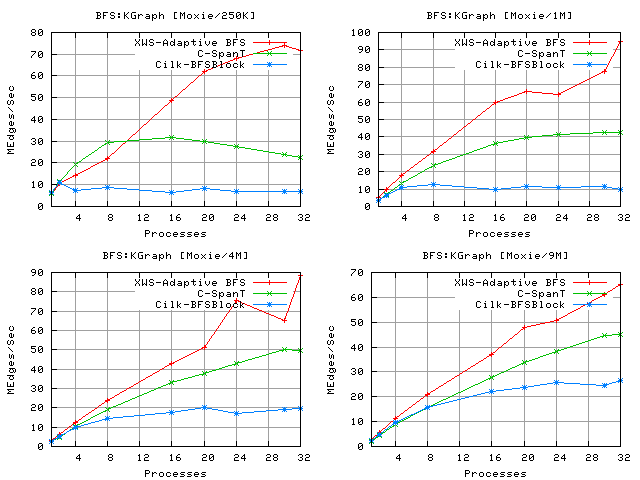 BFS:KGraph [Moxie/250K]
MEdges/Sec
80
70
60
50
40
30
20
10
0
XWS-Adaptive BFS
C-SpanT
Cilk-BFSBlock
4 8 12 16 20 24 28 32
Processes
BFS:KGraph [Moxie/1M]
MEdges/Sec
100
90
80
70
60
50
40
30
20
10
0
XWS-Adaptive BFS
C-SpanT
Cilk-BFSBlock
4 8 12 16 20 24 28 32
Processes
BFS:KGraph [Moxie/4M]
MEdges/Sec
90
80
70
60
50
40
30
20
10
0
XWS-Adaptive BFS
C-SpanT
Cilk-BFSBlock
4 8 12 16 20 24 28 32
Processes
BFS:KGraph [Moxie/9M]
MEdges/Sec
70
60
50
40
30
20
10
0
XWS-Adaptive BFS
C-SpanT
Cilk-BFSBlock
4 8 12 16 20 24 28 32
Processes